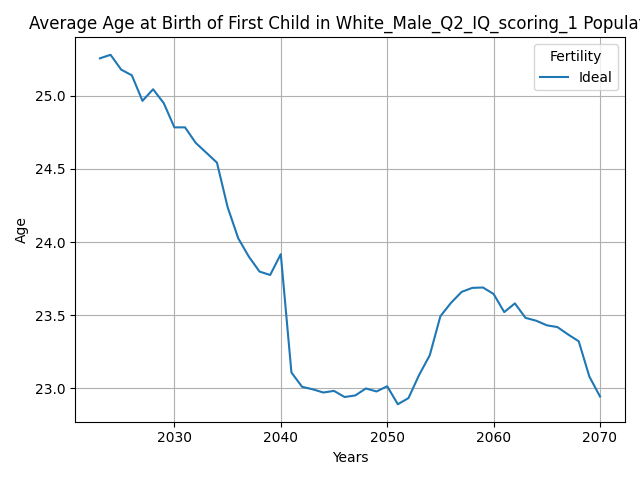 Average Age at Birth of First Child in White_Male_Q2_IQ_scoring_1 Populat
Fertility
Ideal
25.0
24.5
24.0
23.5
23.0
Age
2030 2040 2050 2060 2070
Years